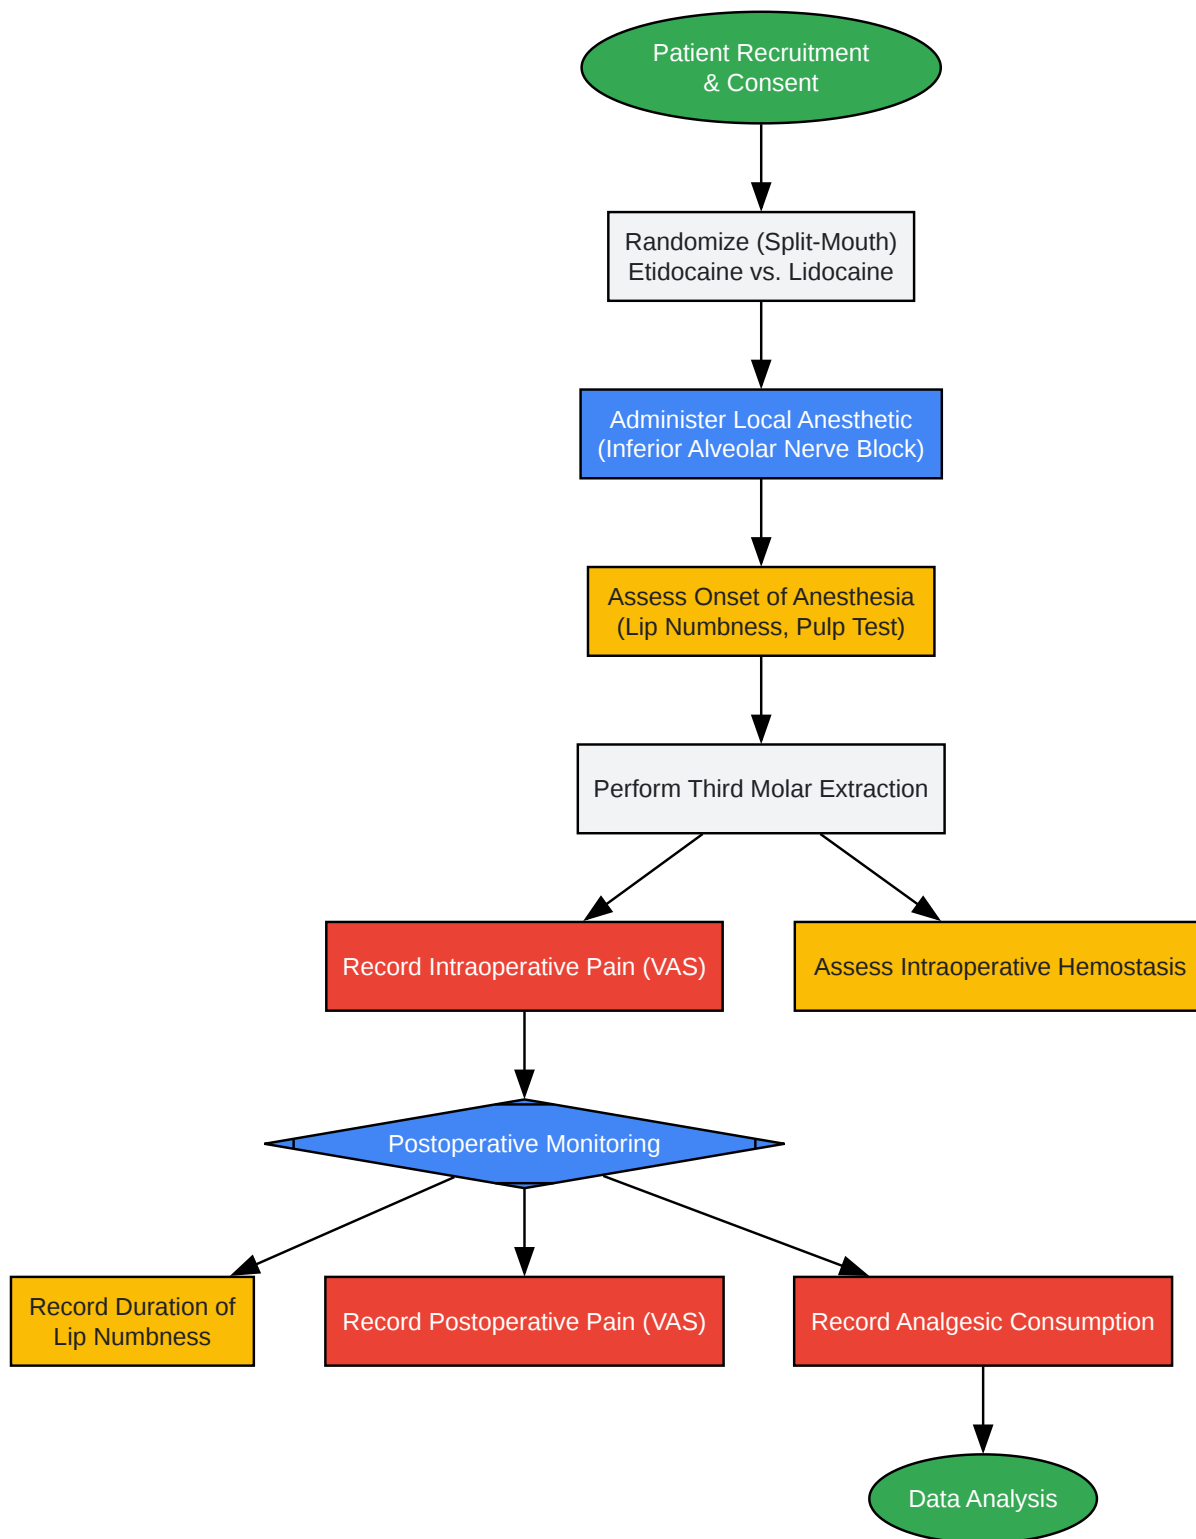 Patient Recruitment
& Consent
Randomize (Split-Mouth)
Etidocaine vs. Lidocaine
Administer Local Anesthetic
(Inferior Alveolar Nerve Block)
Assess Onset of Anesthesia
(Lip Numbness, Pulp Test)
Perform Third Molar Extraction
Record Intraoperative Pain (VAS)
Assess Intraoperative Hemostasis
Postoperative Monitoring
Record Duration of
Lip Numbness
Record Postoperative Pain (VAS)
Record Analgesic Consumption
Data Analysis